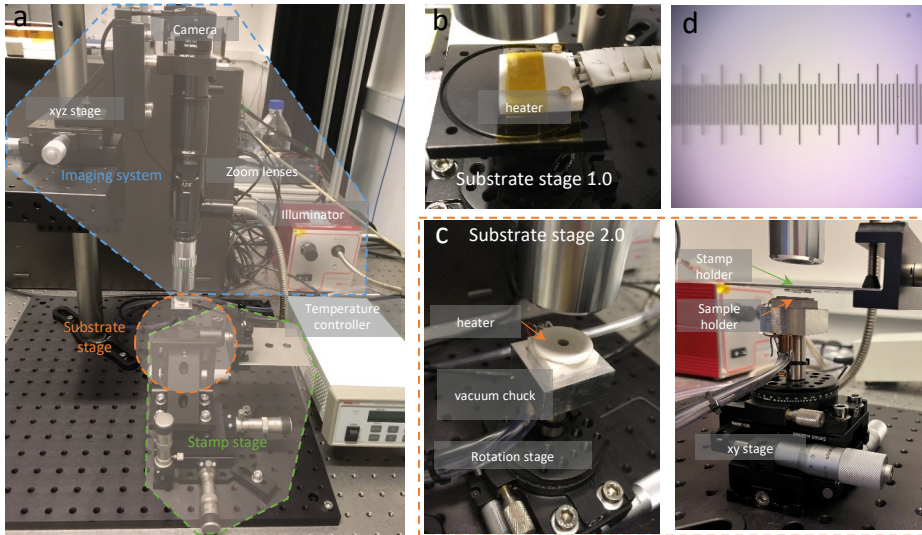 a
Camera
xyz stage
Imaging system
Zoom lenses
Illuminator
Substrate
stage
Temperature
controller
Stamp stage
b
heater
Substrate stage 1.0
d
c
Substrate stage 2.0
heater
vacuum chuck
Rotation stage
Stamp
holder
Sample
holder
xy stage